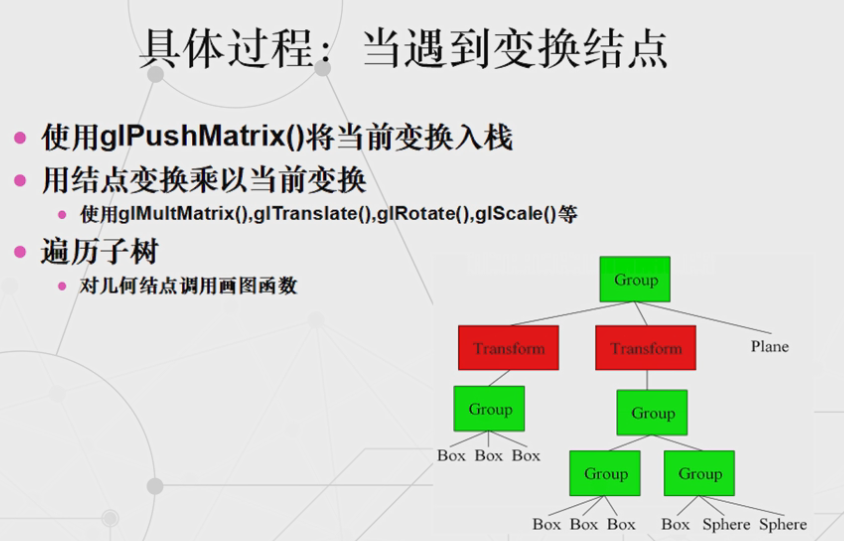 具体过程：当遇到变换结点
使用glPushMatrix()将当前变换入栈
用结点变换乘以当前变换
使用glMultMatrix(),glTranslate(),glRotate(),glScale()等
遍历子树
对几何结点调用画图函数
Group
Transform Transform Plane
Group Group
Box Box Box
Group Group
Box Box Box Box Sphere Sphere